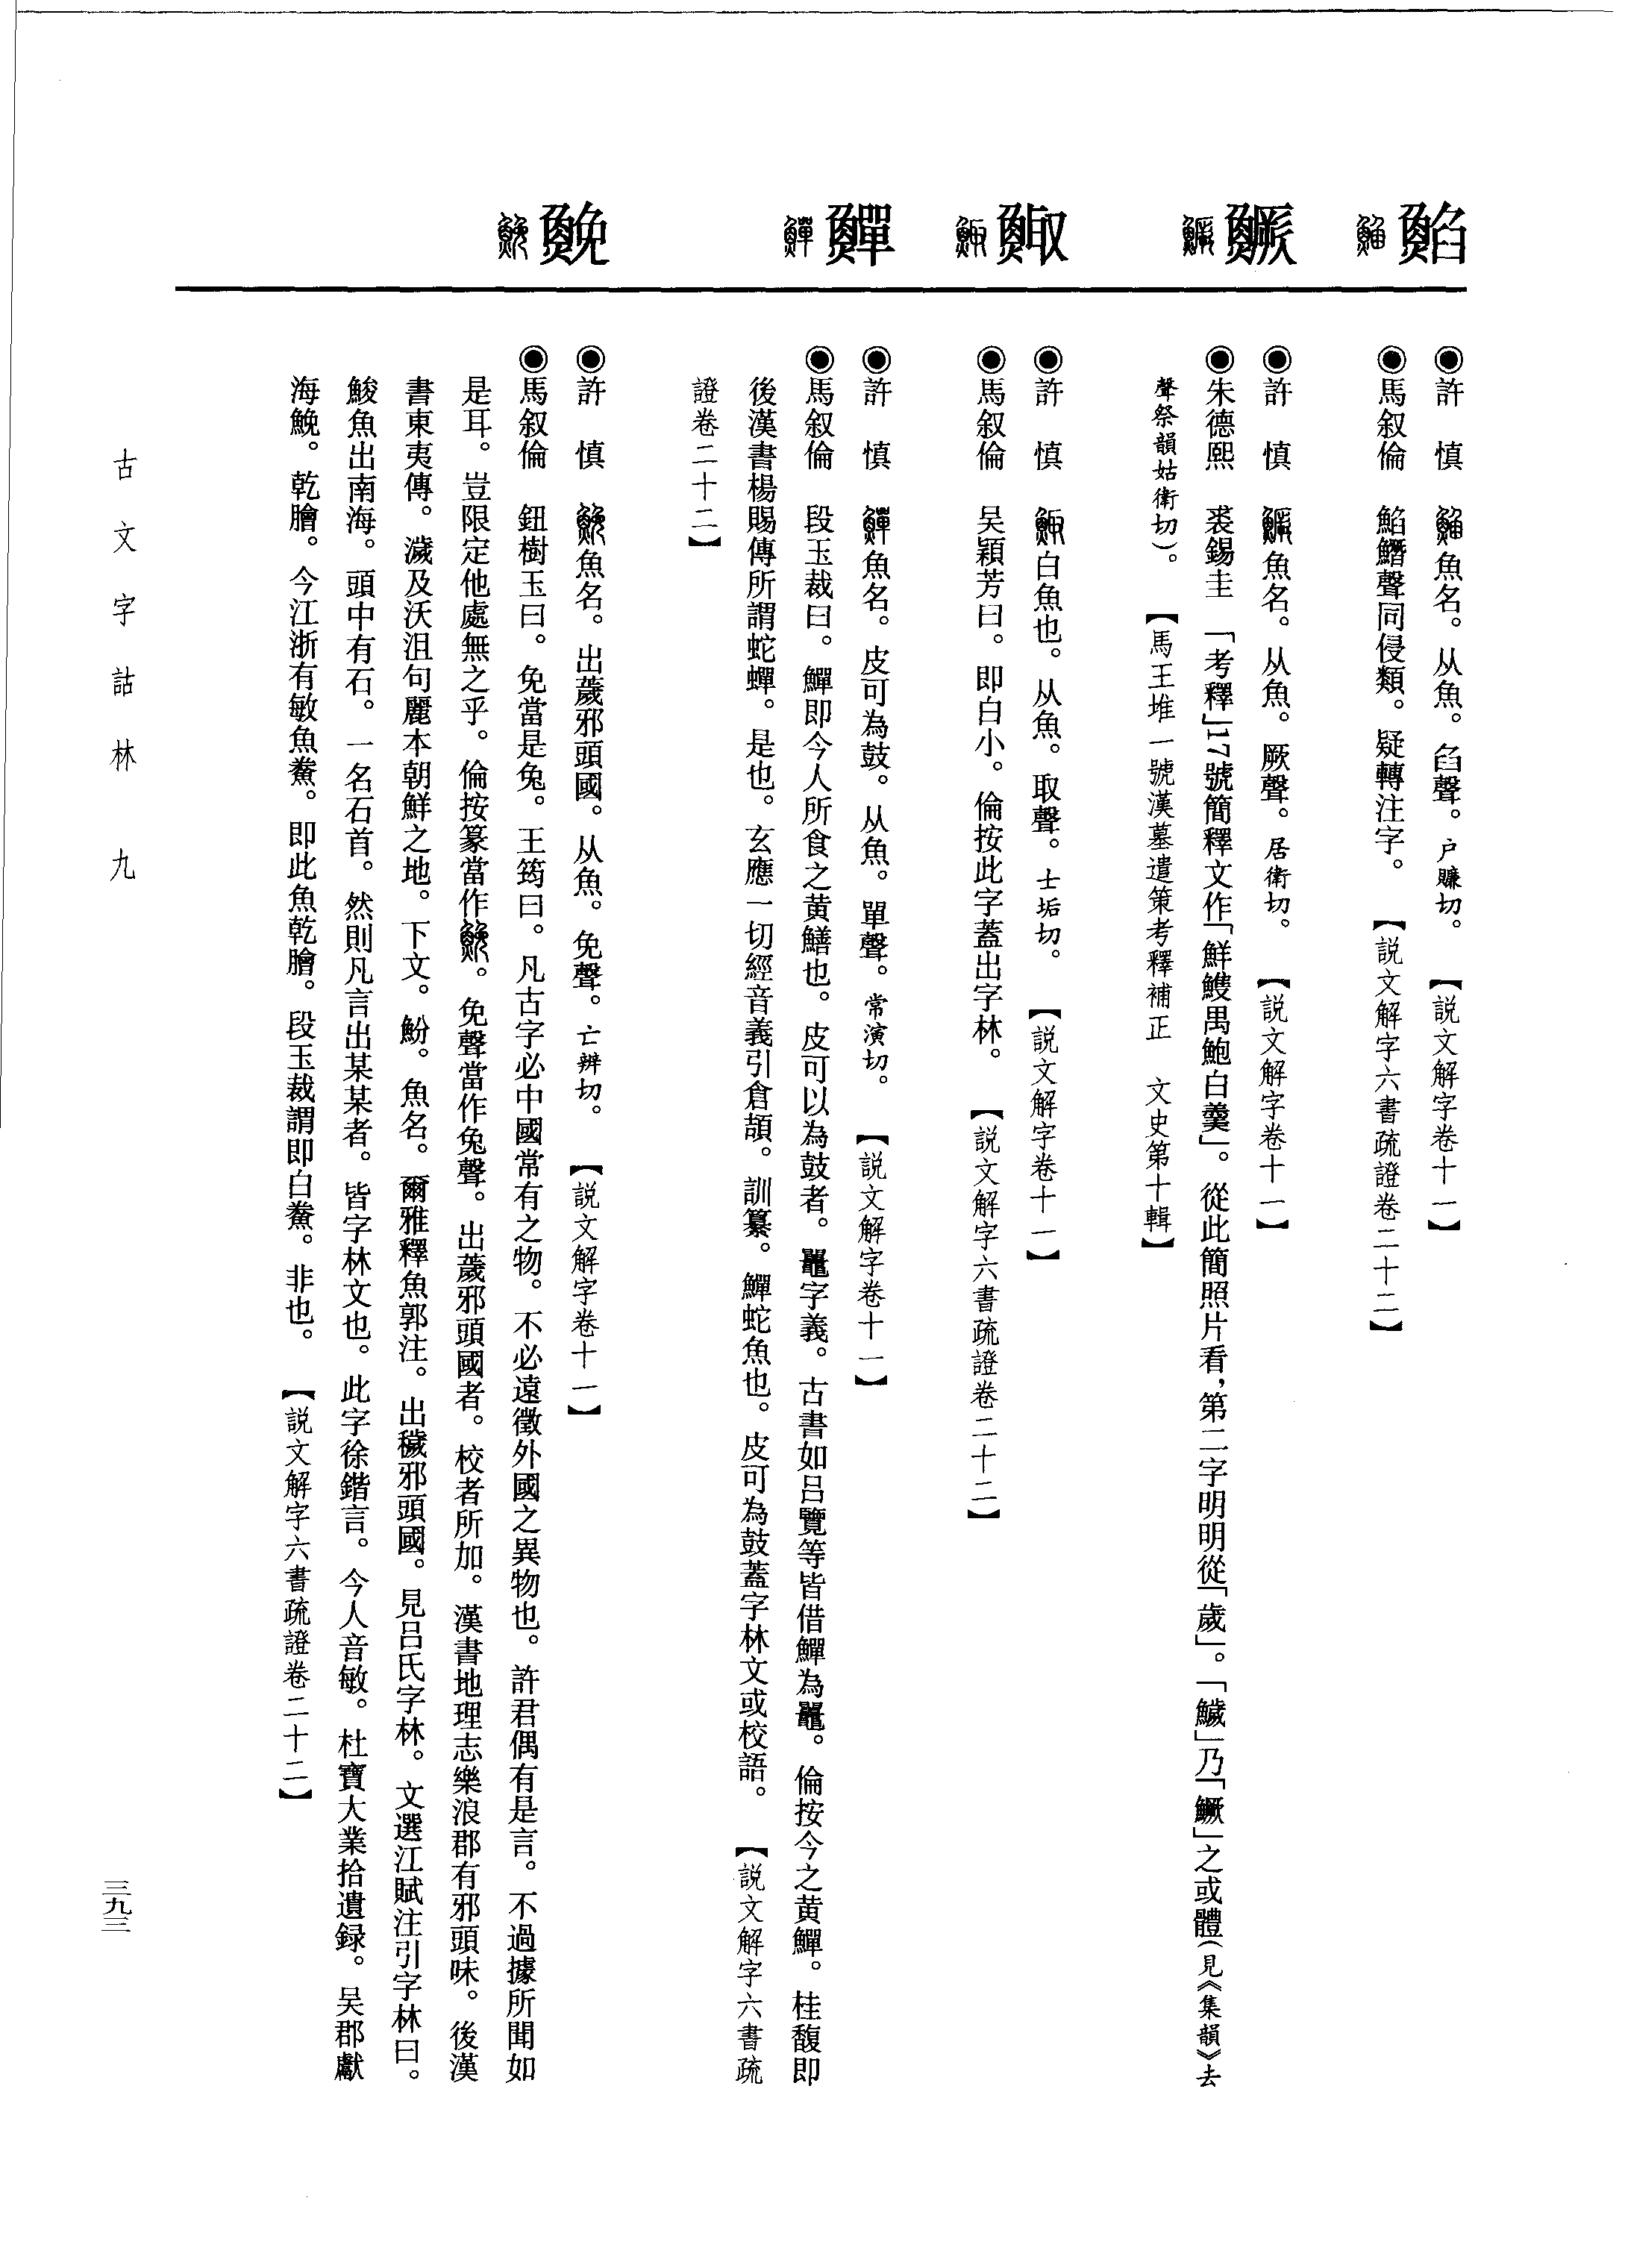 䱤
●許　慎　魚名。从魚。臽聲。户賺切。　【説文解字卷十一】
●馬叙倫　䱤鱛聲同侵類。疑轉注字。　【説文解字六書疏證卷二十二】
鱖
●許　慎　魚名。从魚。厥聲。居衛切。　【説文解字卷十一】
●朱德熙　裘錫圭　「考釋」17號簡釋文作「鮮鱯禺鮑白羹」。從此簡照片看，第二字明明從「歲」。「鱥」乃「鱖」之或體（見《集韻》去
聲祭韻姑衛切）。　【馬王堆一號漢墓遣策考釋補正　文史第十輯】
鯫
●許　慎　白魚也。从魚。取聲。士垢切。　【説文解字卷十一】
●馬叙倫　吴穎芳曰。即白小。倫按此字蓋出字林。　【説文解字六書疏證卷二十二】
鱓
●許　慎　魚名。皮可為鼓。从魚。單聲。常演切。　【説文解字卷十一】
●馬叙倫　段玉裁曰。鱓即今人所食之黄鱔也。皮可以為鼓者。鼉字義。古書如吕覽等皆借鱓為鼉。倫按今之黄鱓。桂馥即
後漢書楊賜傳所謂蛇蟬。是也。玄應一切經音義引倉頡。訓纂。鱓蛇魚也。皮可為鼓蓋字林文或校語。　【説文解字六書疏
證卷二十二】
鮸
●許　慎　魚名。出薉邪頭國。从魚。免聲。亡辨切。　【説文解字卷十一】
●馬叙倫　鈕樹玉曰。免當是兔。王筠曰。凡古字必中國常有之物。不必遠徵外國之異物也。許君偶有是言。不過據所聞如
是耳。豈限定他處無之乎。倫按篆當作。免聲當作兔聲。出薉邪頭國者。校者所加。漢書地理志樂浪郡有邪頭昧。後漢
書東夷傳。濊及沃沮句麗本朝鮮之地。下文。魵。魚名。爾雅釋魚郭注。出穢邪頭國。見吕氏字林。文選江賦注引字林曰。
鮻魚出南海。頭中有石。一名石首。然則凡言出某某者。皆字林文也。此字徐鍇言。今人音敏。杜寶大業拾遺録。吴郡獻
海鮸。乾膾。今江浙有敏魚鮝。即此魚乾膾。段玉裁謂即白鮝。非也。　【説文解字六書疏證卷二十二】
古文字詁林　九
三九三